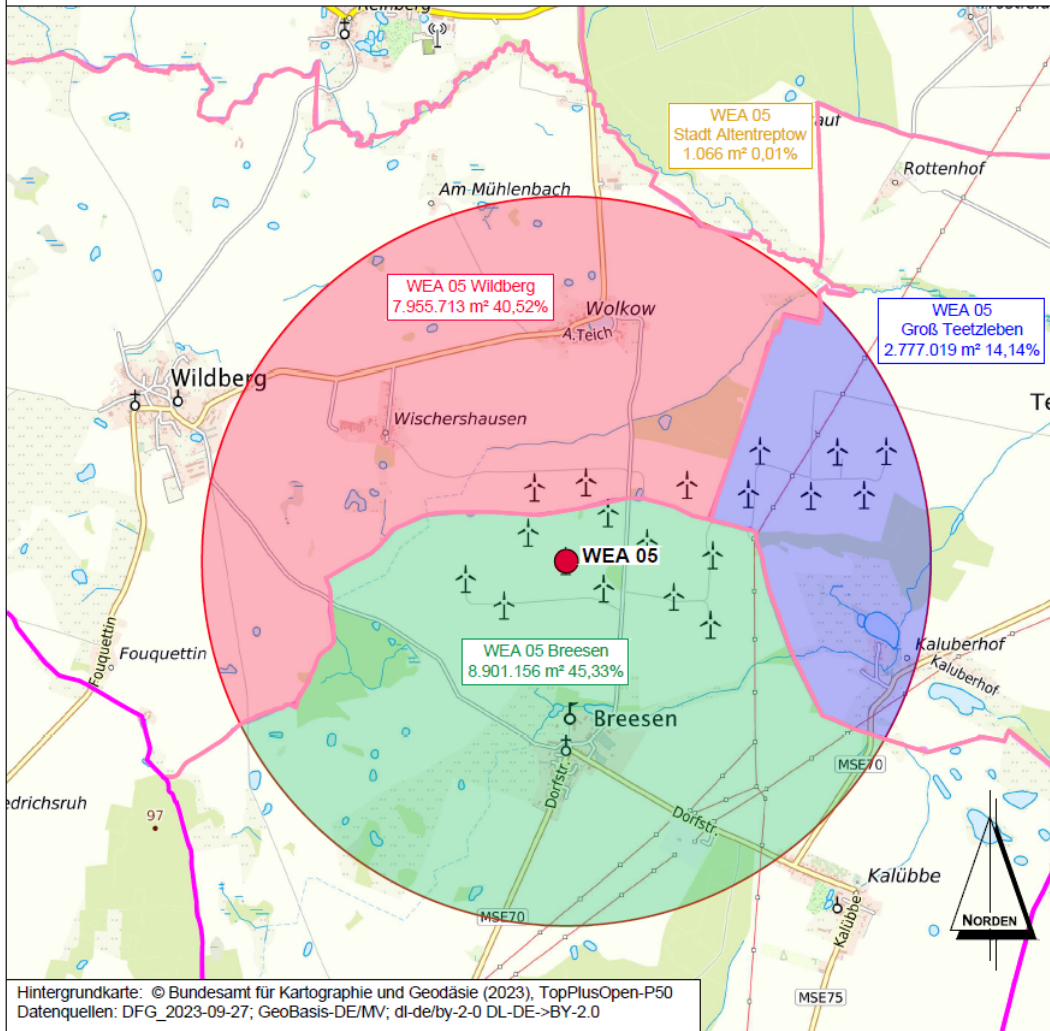 WEA 05
Stadt Altentreptow
1.066 m² 0,01%
Rottenhof
Am Mühlenbach
WEA 05 Wildberg
7.955.713 m² 40,52%
Wolkow
A.Teich
WEA 05
Groß Teetzleben
2.777.019 m² 14,14%
Wildberg
Wischershausen
WEA 05
WEA 05 Breesen
8.901.156 m² 45,33%
Fouquettin
Fouquettin
Kaluberhof
Kaluberhof
Breesen
MSE70
Dorfstr.
Dorfstr.
97
Kalübbe
Kalübbe
MSE70
NORDEN
MSE75
Hintergrundkarte: © Bundesamt für Kartographie und Geodäsie (2023), TopPlusOpen-P50
Datenquellen: DFG_2023-09-27; GeoBasis-DE/MV; dl-de/by-2-0 DL-DE->BY-2.0